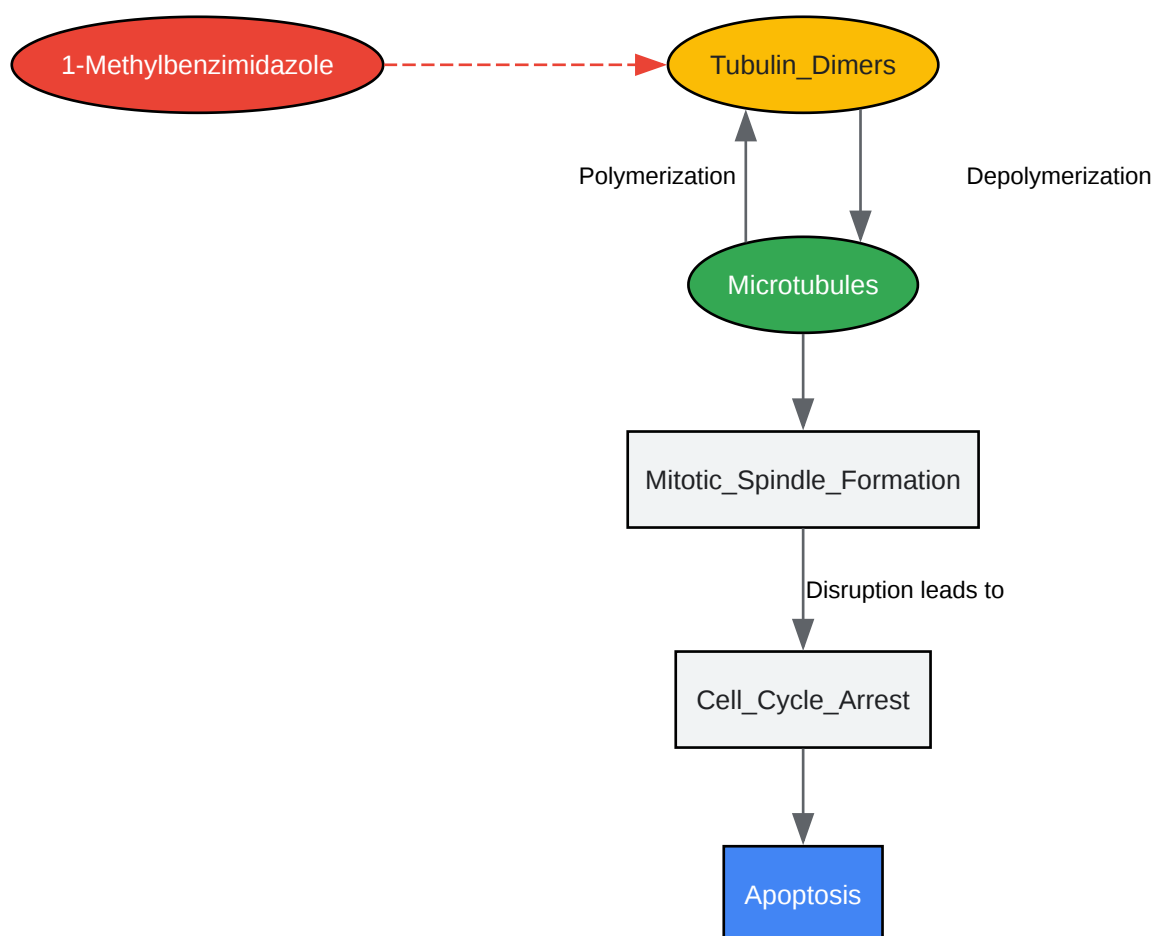 1-Methylbenzimidazole
Tubulin_Dimers
Polymerization
Depolymerization
Microtubules
Mitotic_Spindle_Formation
Disruption leads to
Cell_Cycle_Arrest
Apoptosis